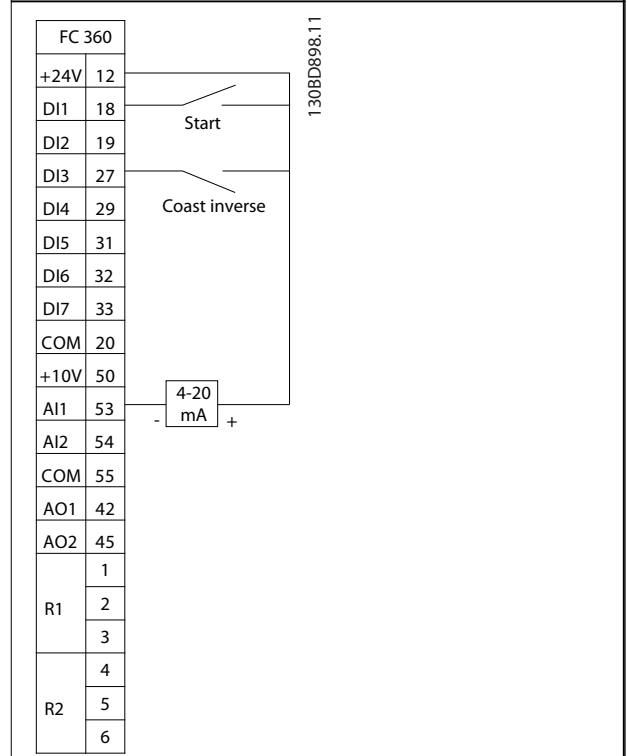 FC 360
+24V 12
DI1 18
DI2 19
DI3 27
DI4 29
DI5 31
DI6 32
DI7 33
COM 20
+10V 50
AI1 53
AI2 54
COM 55
AO1 42
AO2 45
R1
1
2
3
R2
4
5
6
Start
Coast inverse
4-20
mA
- +
130BD898.11